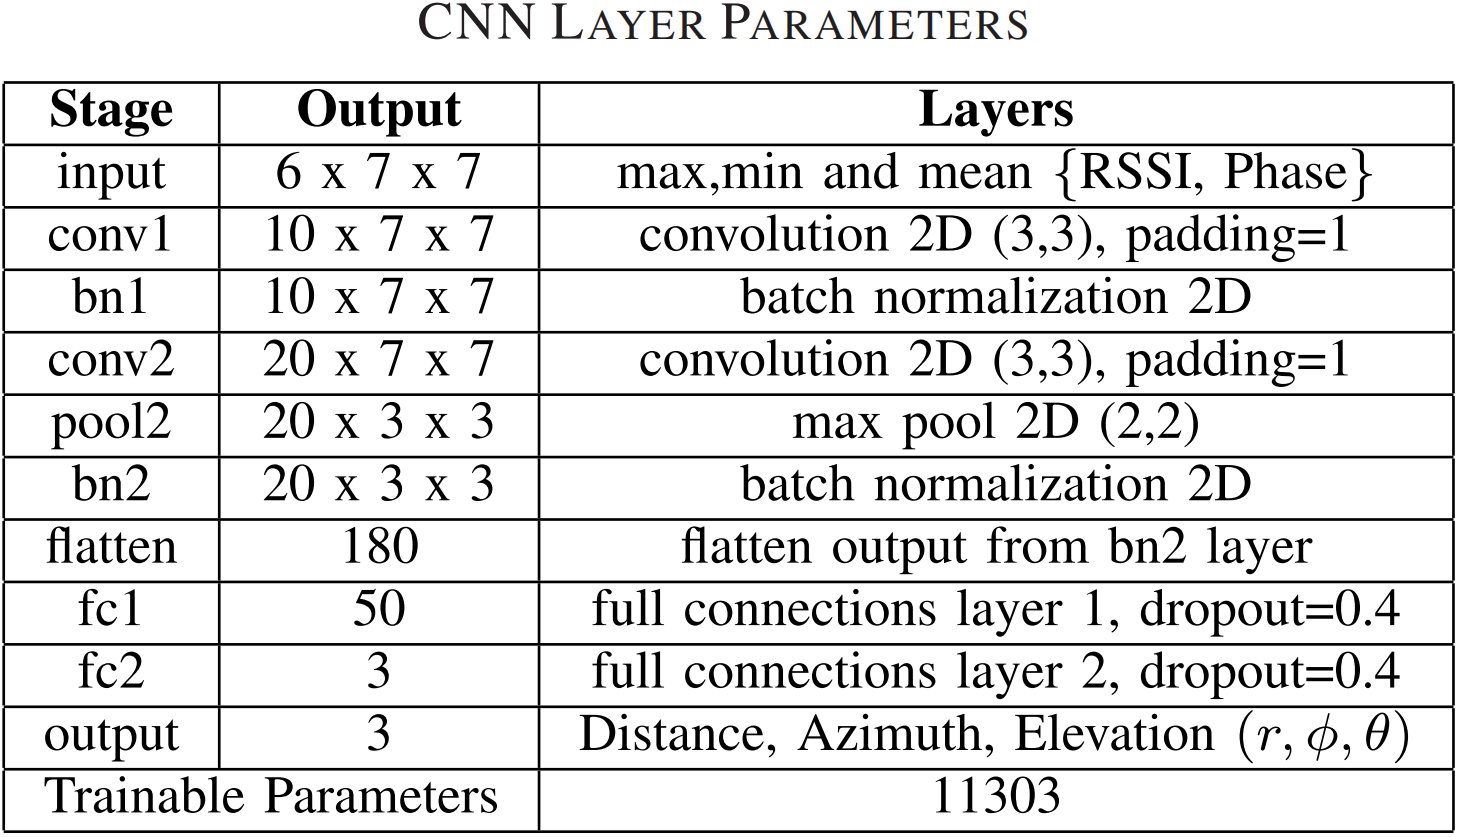 CNN LAYER PARAMETERS
Stage Output Layers
input 6 x 7 x 7 max,min and mean {RSSI, Phase}
conv1 10 x 7 x 7 convolution 2D (3,3), padding=1
bn1 10 x 7 x 7 batch normalization 2D
conv2 20 x 7 x 7 convolution 2D (3,3), padding=1
pool2 20 x 3 x 3 max pool 2D (2,2)
bn2 20 x 3 x 3 batch normalization 2D
flatten 180 flatten output from bn2 layer
fc1 50 full connections layer 1, dropout=0.4
fc2 3 full connections layer 2, dropout=0.4
output 3 Distance, Azimuth, Elevation (r, ϕ, θ)
Trainable Parameters 11303